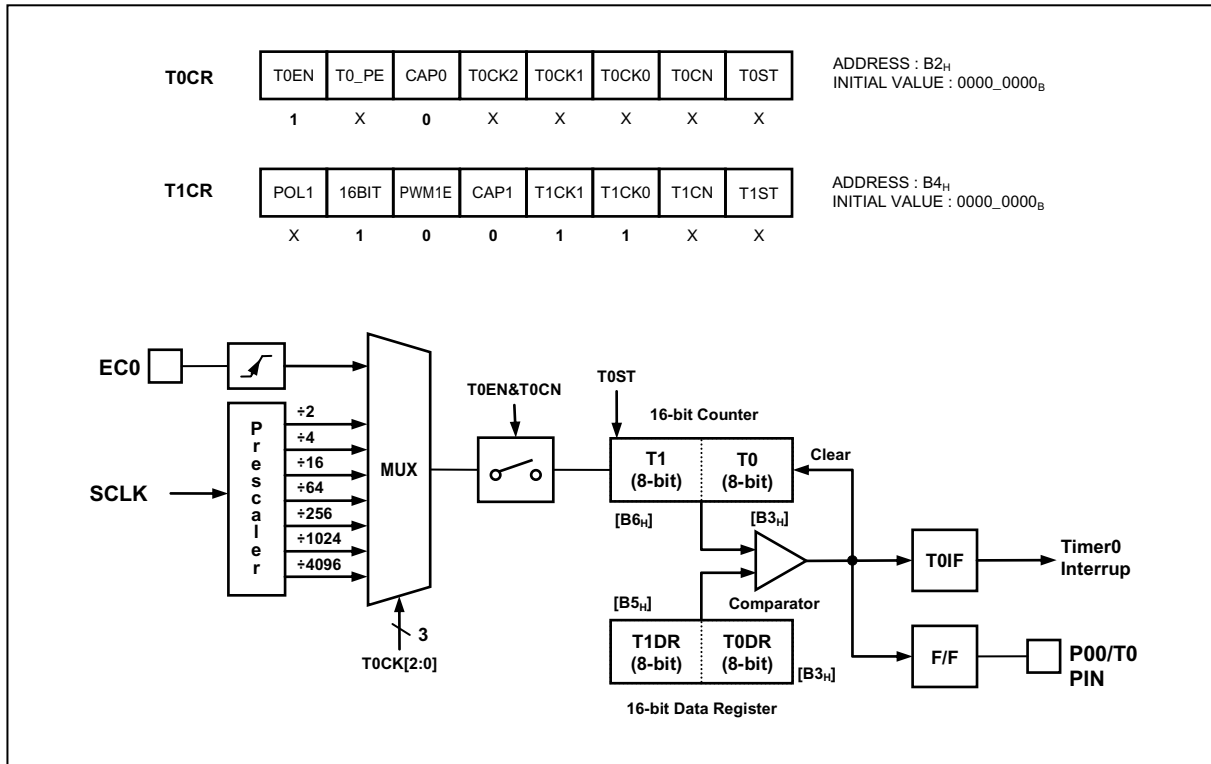 T0CR T0EN T0_PE CAP0 T0CK2 T0CK1 T0CK0 T0CN T0ST
ADDRESS : B2H
INITIAL VALUE : 0000_0000B
1 X 0 X X X X X
T1CR POL1 16BIT PWM1E CAP1 T1CK1 T1CK0 T1CN T1ST
ADDRESS : B4H
INITIAL VALUE : 0000_0000B
X 1 0 0 1 1 X X
EC0
SCLK
Prescaler
÷2
÷4
÷16
÷64
÷256
÷1024
÷4096
MUX
3
T0CK[2:0]
T0EN&T0CN
T0ST
16-bit Counter
T1
(8-bit)
T0
(8-bit)
Clear
[B6H]
[B3H]
Comparator
[B5H]
T1DR
(8-bit)
T0DR
(8-bit)
[B3H]
16-bit Data Register
T0IF
Timer0
Interrup
F/F
P00/T0
PIN